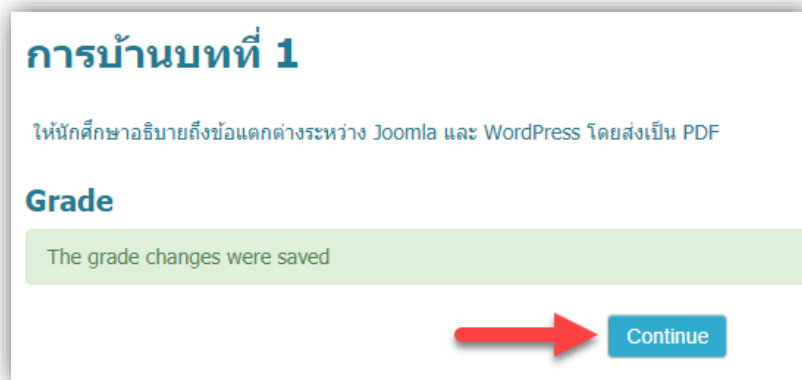 การบ้านบทที่ 1
ให้นักศึกษาอธิบายถึงข้อแตกต่างระหว่าง Joomla และ WordPress โดยส่งเป็น PDF
Grade
The grade changes were saved
Continue